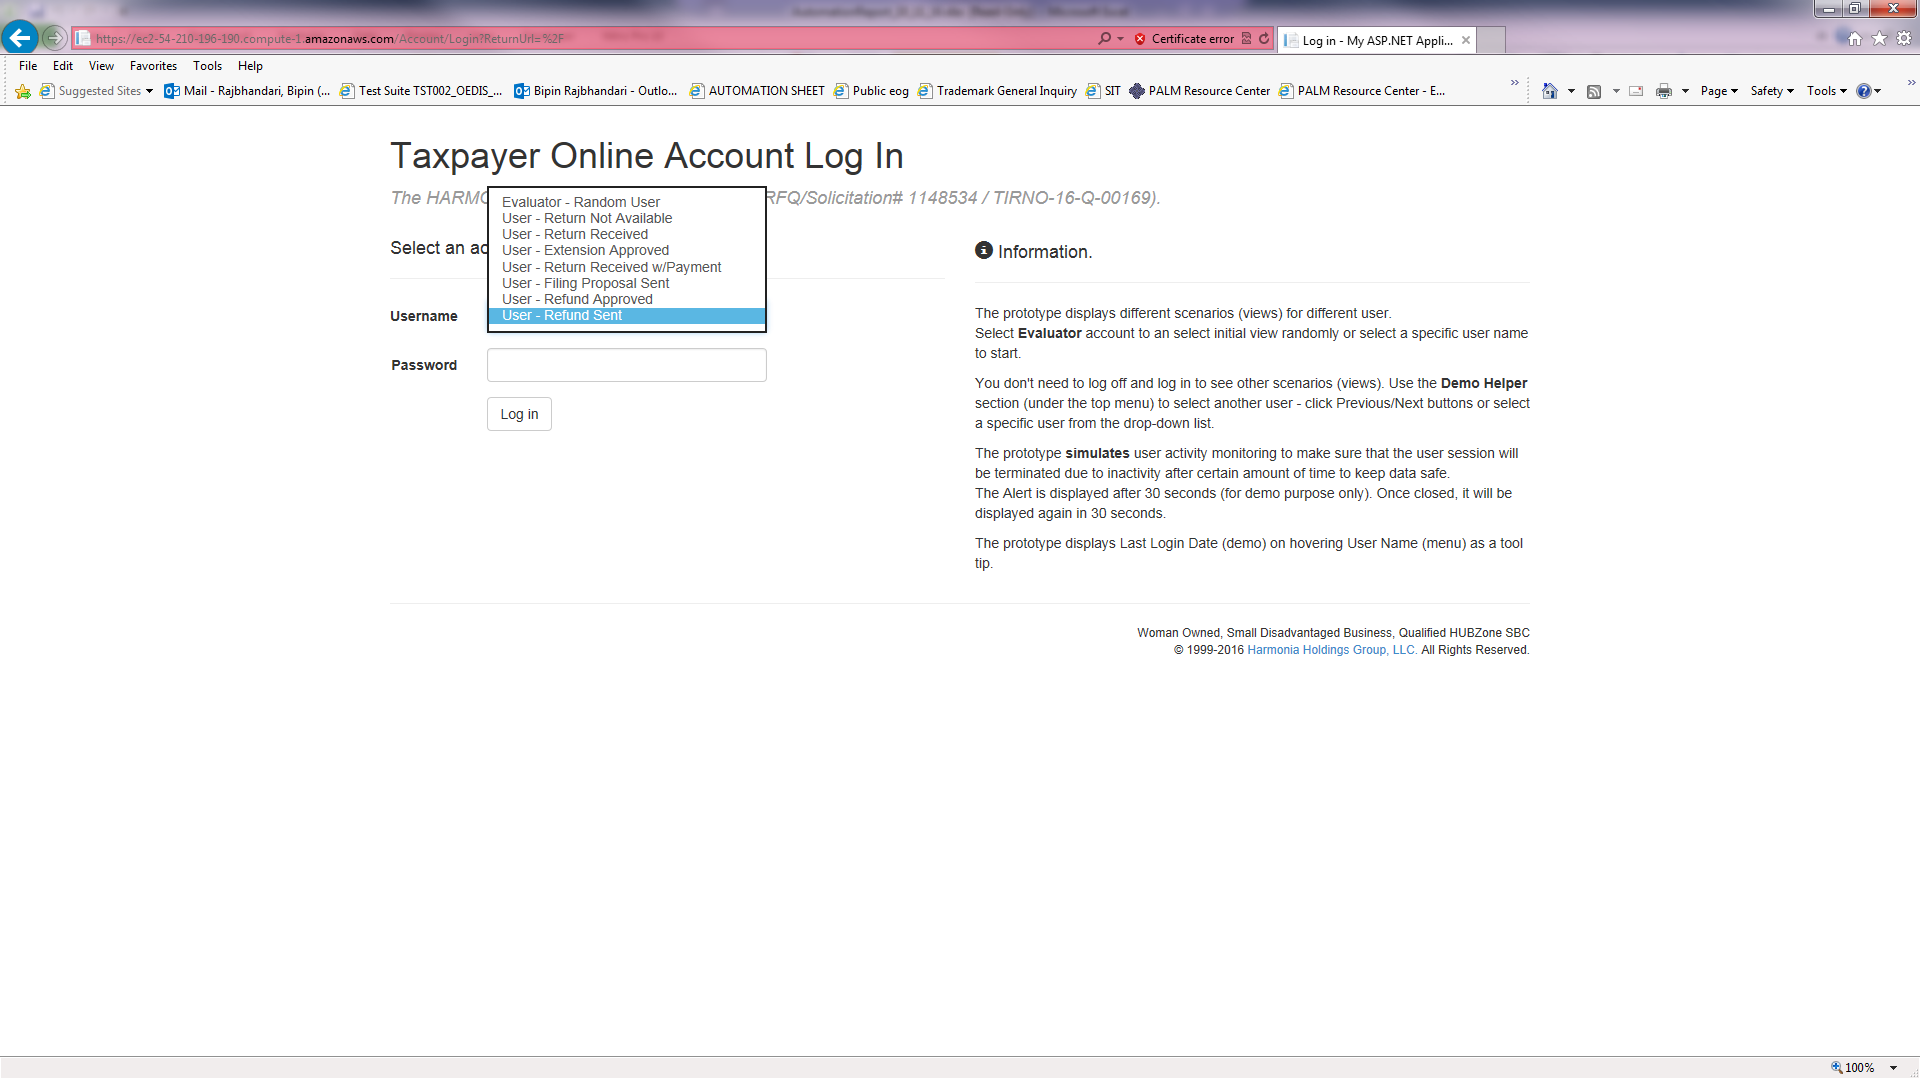 https://ec2-54-210-196-190.compute-1.amazonaws.com/Account/Login?ReturnUrl=%2F
Certificate error
Log in - My ASP.NET Appli...
File Edit View Favorites Tools Help
Suggested Sites
Mail - Rajbhandari, Bipin (...
Test Suite TST002_OEDIS_...
Bipin Rajbhandari - Outlo...
AUTOMATION SHEET
Public eog
Trademark General Inquiry
SIT
PALM Resource Center
PALM Resource Center - E...
Page Safety Tools
Taxpayer Online Account Log In
The HARMO RFQ/Solicitation# 1148534 / TIRNO-16-Q-00169).
Select an ac
Evaluator - Random User
User - Return Not Available
User - Return Received
User - Extension Approved
User - Return Received w/Payment
User - Filing Proposal Sent
User - Refund Approved
User - Refund Sent
Username
Password
Log in
Information.
The prototype displays different scenarios (views) for different user.
Select Evaluator account to an select initial view randomly or select a specific user name
to start.
You don't need to log off and log in to see other scenarios (views). Use the Demo Helper
section (under the top menu) to select another user - click Previous/Next buttons or select
a specific user from the drop-down list.
The prototype simulates user activity monitoring to make sure that the user session will
be terminated due to inactivity after certain amount of time to keep data safe.
The Alert is displayed after 30 seconds (for demo purpose only). Once closed, it will be
displayed again in 30 seconds.
The prototype displays Last Login Date (demo) on hovering User Name (menu) as a tool
tip.
Woman Owned, Small Disadvantaged Business, Qualified HUBZone SBC
© 1999-2016 Harmonia Holdings Group, LLC. All Rights Reserved.
100%